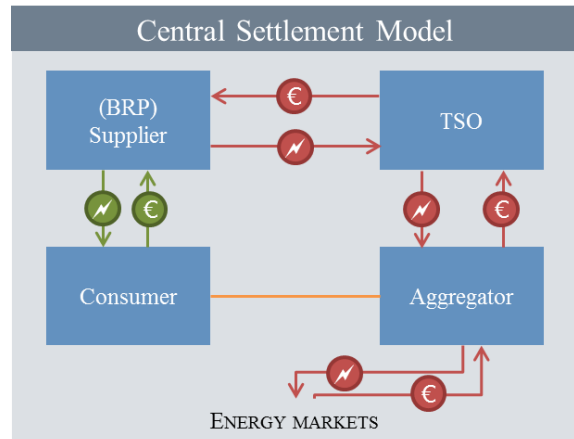 Central Settlement Model
€
(BRP)
Supplier
TSO
€
€
Consumer
Aggregator
€
ENERGY MARKETS